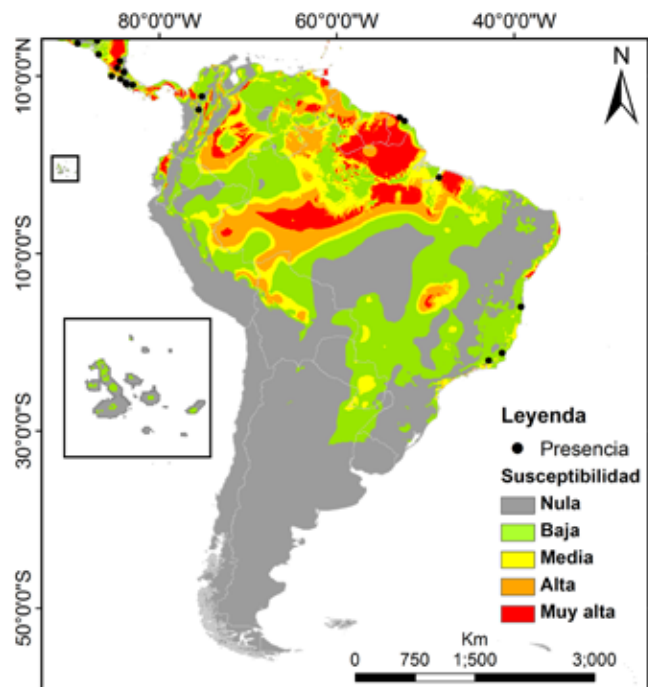 80°0'0"W 60°0'0"W 40°0'0"W
10°0'0"N
N
10°0'0"S
30°0'0"S
50°0'0"S
Leyenda
Presencia
Susceptibilidad
Nula
Baja
Media
Alta
Muy alta
Km
0 750 1;500 3;000